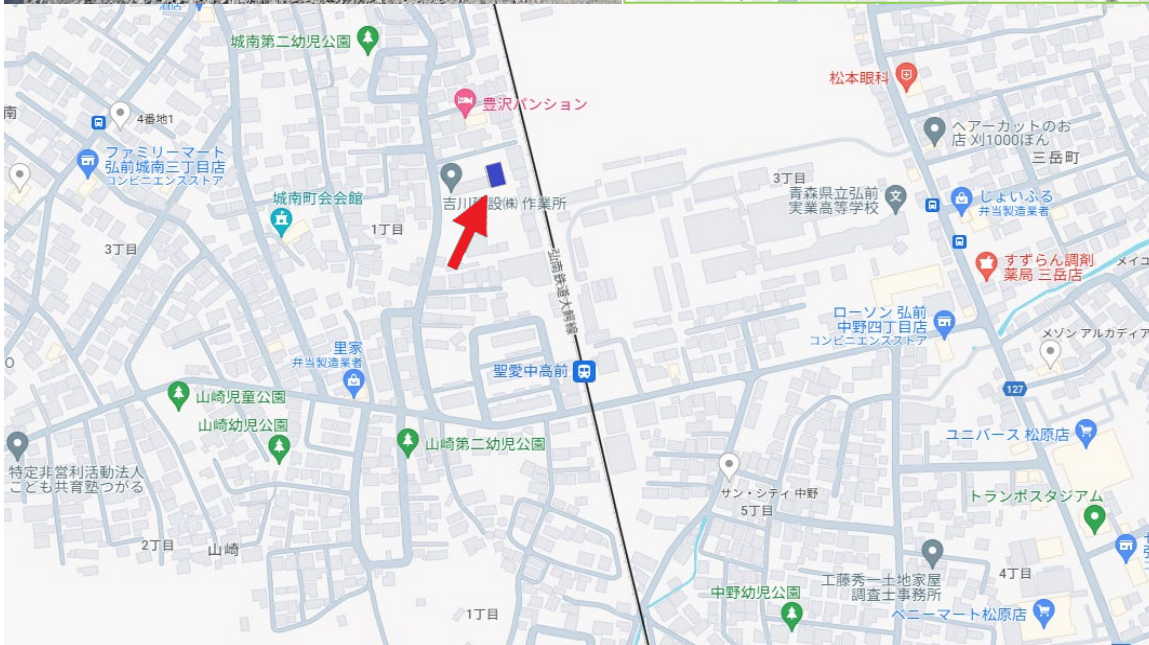 城南第二幼児公園
松本眼科
豊沢パンション
南
4番地1
ヘアーカットのお
店 刈1000ぼん
三岳町
ファミリーマート
弘前城南三丁目店
コンビニエンスストア
3丁目
青森県立弘前
実業高等学校
じょいふる
弁当製造業者
城南町会会館
吉川建設㈱ 作業所
1丁目
3丁目
すずらん調剤
薬局 三岳店
メイエ
弘南鉄道大鰐線
ローソン 弘前
中野四丁目店
コンビニエンスストア
メゾン アルカディア
里家
弁当製造業者
聖愛中高前
127
山崎児童公園
山崎幼児公園
山崎第二幼児公園
ユニバース 松原店
特定非営利活動法人
こども共育塾つがる
サン・シティ 中野
5丁目
トランポスタジアム
2丁目
山崎
工藤秀一土地家屋
調査士事務所
4丁目
中野幼児公園
1丁目
ベニーマート松原店